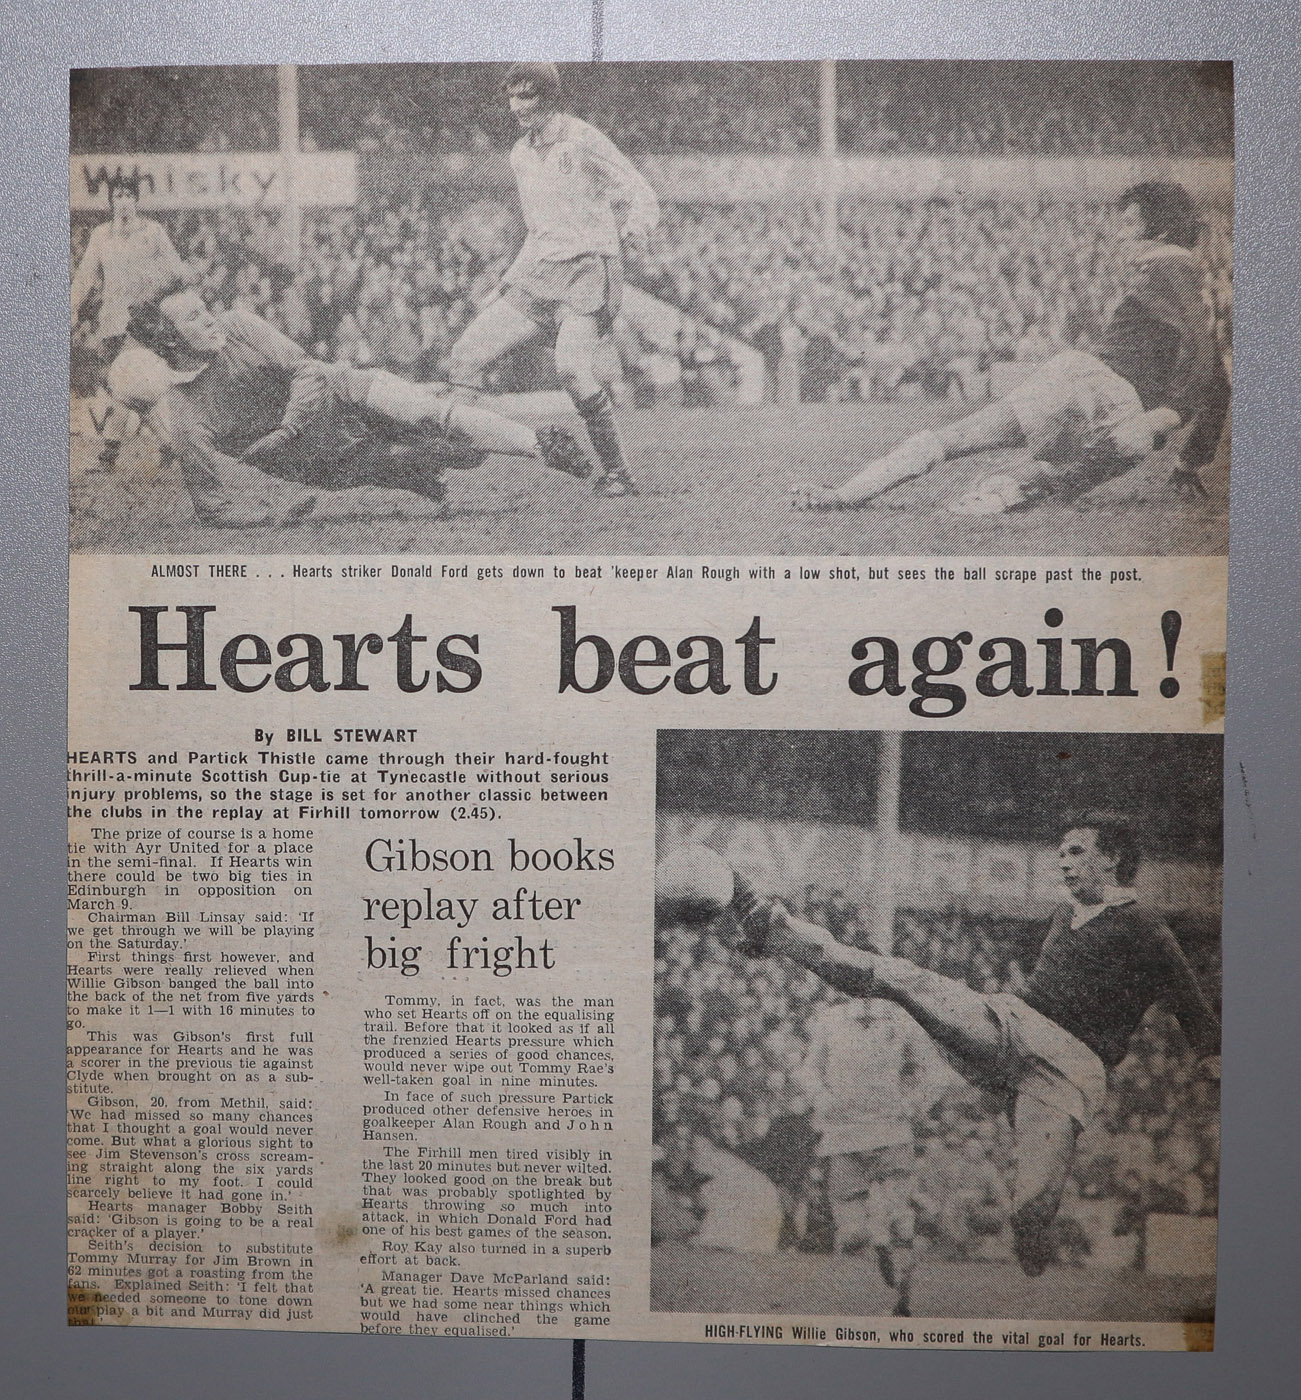 Whisky
ALMOST THERE . . . Hearts striker Donald Ford gets down to beat 'keeper Alan Rough with a low shot, but sees the ball scrape past the post.
Hearts beat again!
By BILL STEWART
HEARTS and Partick Thistle came through their hard-fought
thrill-a-minute Scottish Cup-tie at Tynecastle without serious
injury problems, so the stage is set for another classic between
the clubs in the replay at Firhill tomorrow (2.45).
The prize of course is a home
tie with Ayr United for a place
in the semi-final. If Hearts win
there could be two big ties in
Edinburgh in opposition on
March 9.
Chairman Bill Linsay said: 'If
we get through we will be playing
on the Saturday.'
First things first however, and
Hearts were really relieved when
Willie Gibson banged the ball into
the back of the net from five yards
to make it 1—1 with 16 minutes to
go.
This was Gibson's first full
appearance for Hearts and he was
a scorer in the previous tie against
Clyde when brought on as a sub-
stitute.
Gibson, 20, from Methil, said:
'We had missed so many chances
that I thought a goal would never
come. But what a glorious sight to
see Jim Stevenson's cross scream-
ing straight along the six yards
line right to my foot. I could
scarcely believe it had gone in.'
Hearts manager Bobby Seith
said: 'Gibson is going to be a real
cracker of a player.'
Seith's decision to substitute
Tommy Murray for Jim Brown in
62 minutes got a roasting from the
fans. Explained Seith: 'I felt that
we needed someone to tone down
our play a bit and Murray did just
that.'
Gibson books
replay after
big fright
Tommy, in fact, was the man
who set Hearts off on the equalising
trail. Before that it looked as if all
the frenzied Hearts pressure which
produced a series of good chances,
would never wipe out Tommy Rae's
well-taken goal in nine minutes.
In face of such pressure Partick
produced other defensive heroes in
goalkeeper Alan Rough and John
Hansen.
The Firhill men tired visibly in
the last 20 minutes but never wilted.
They looked good on the break but
that was probably spotlighted by
Hearts throwing so much into
attack, in which Donald Ford had
one of his best games of the season.
Roy Kay also turned in a superb
effort at back.
Manager Dave McParland said:
'A great tie. Hearts missed chances
but we had some near things which
would have clinched the game
before they equalised.'
HIGH-FLYING Willie Gibson, who scored the vital goal for Hearts.